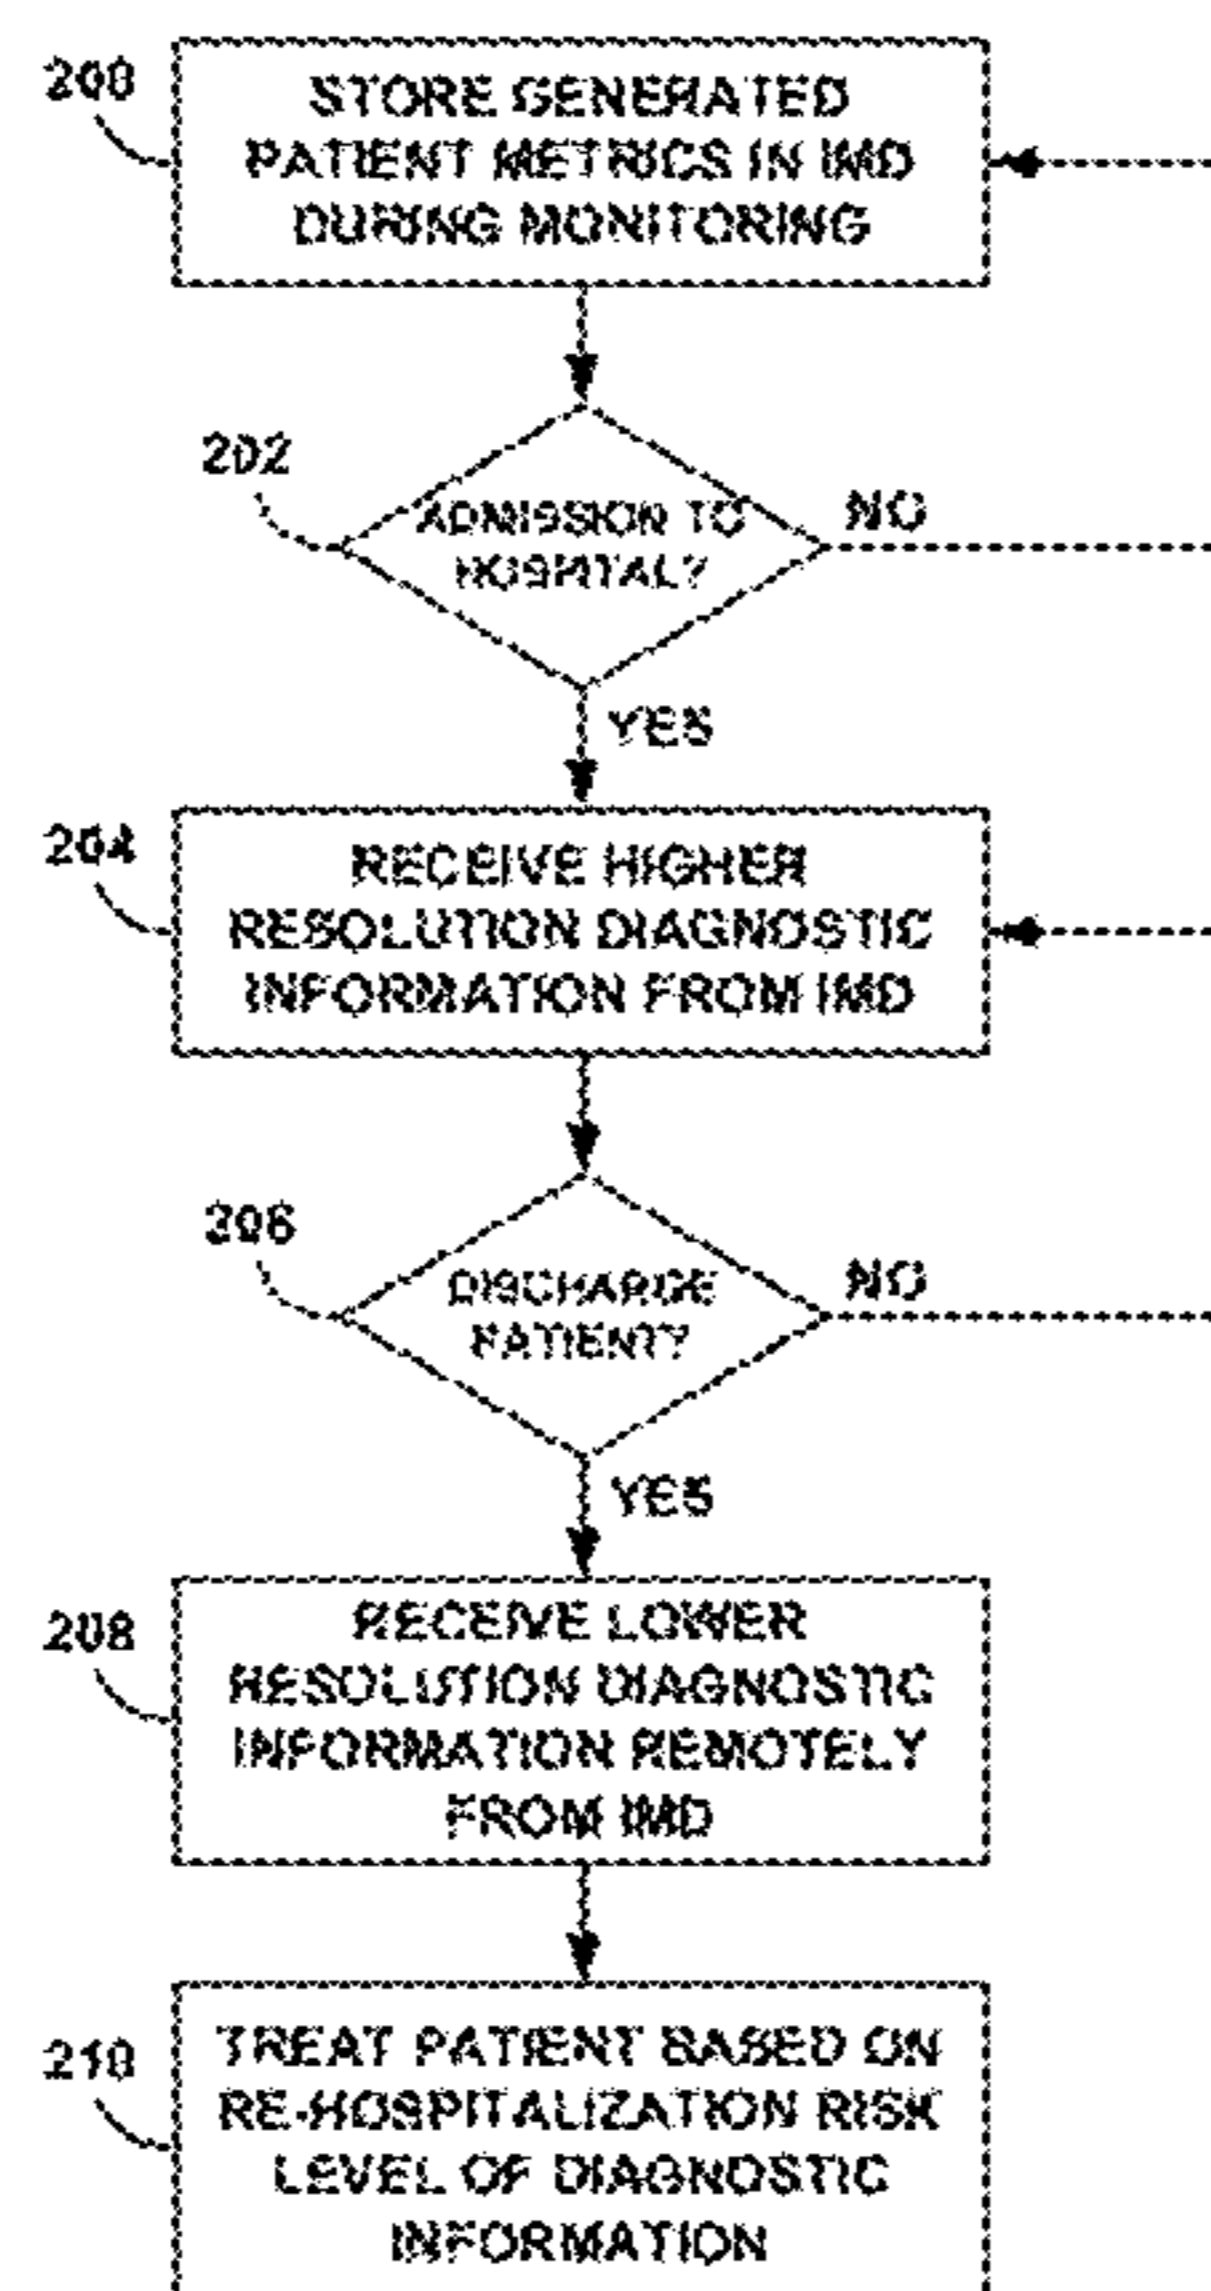 200
STORE GENERATED
PATIENT METRICS IN IMD
DURING MONITORING
202
ADMISSION TO
HOSPITAL?
NO
YES
204
RECEIVE HIGHER
RESOLUTION DIAGNOSTIC
INFORMATION FROM IMD
206
DISCHARGE
PATIENT?
NO
YES
208
RECEIVE LOWER
RESOLUTION DIAGNOSTIC
INFORMATION REMOTELY
FROM IMD
210
TREAT PATIENT BASED ON
RE-HOSPITALIZATION RISK
LEVEL OF DIAGNOSTIC
INFORMATION